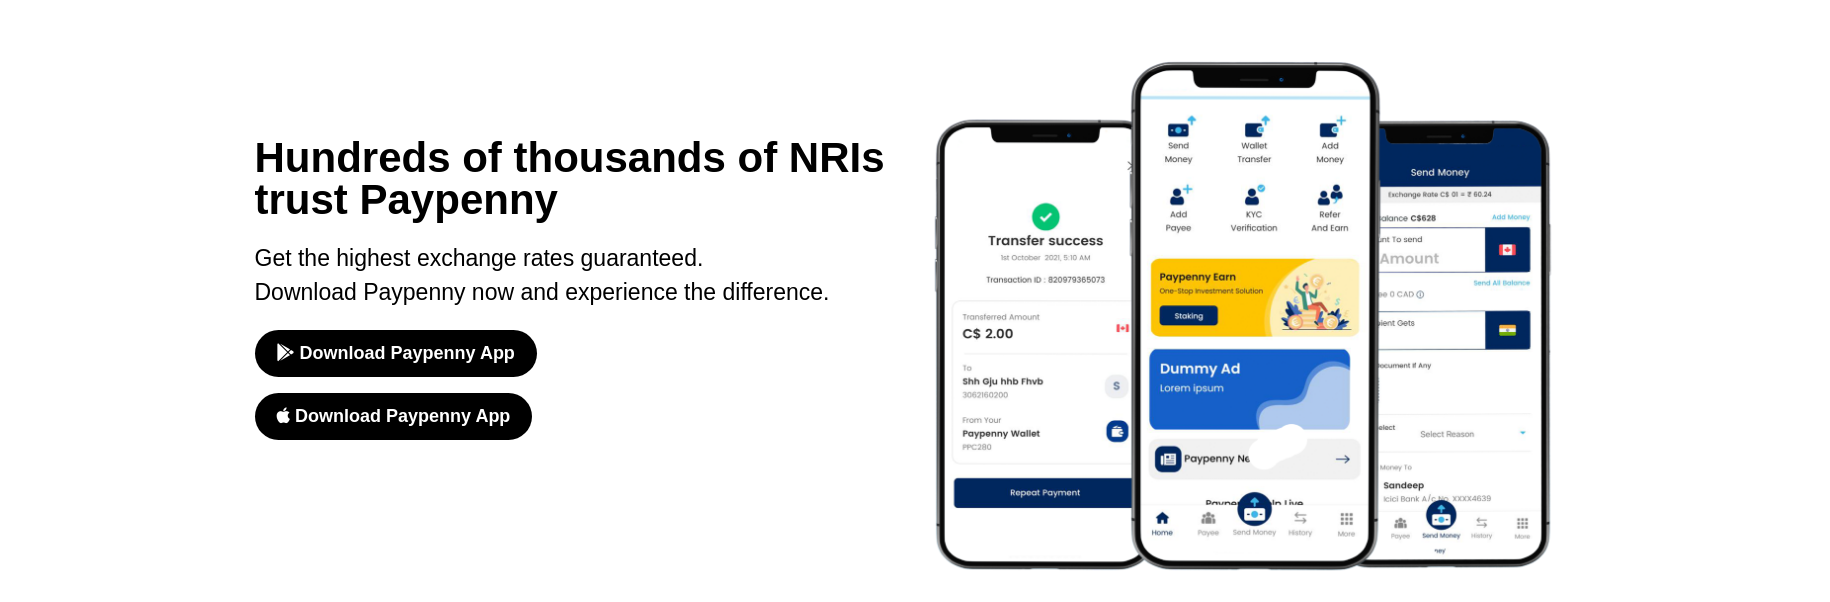 Hundreds of thousands of NRIs
trust Paypenny
Get the highest exchange rates guaranteed.
Download Paypenny now and experience the difference.
Download Paypenny App
Download Paypenny App
Transfer success
1st October 2021, 5:10 AM
Transaction ID : 820979365073
Transferred Amount
C$ 2.00
To
Shh Gju hhb Fhvb
3062160200
S
From Your
Paypenny Wallet
PPC280
Repeat Payment
Send
Money
Wallet
Transfer
Add
Money
Add
Payee
KYC
Verification
Refer
And Earn
Paypenny Earn
One-Stop Investment Solution
Staking
Dummy Ad
Lorem ipsum
Paypenny Ne
Live
Home
Payee
Send Money
History
More
Send Money
Exchange Rate C$ 01 = ₹ 60.24
alance C$628
Add Money
unt To send
Amount
Send All Balance
ee 0 CAD
pient Gets
ocument If Any
elect
Select Reason
Money To
Sandeep
Icici Bank A/c No. XXXX4639
Payee
Send Money
History
More
ney